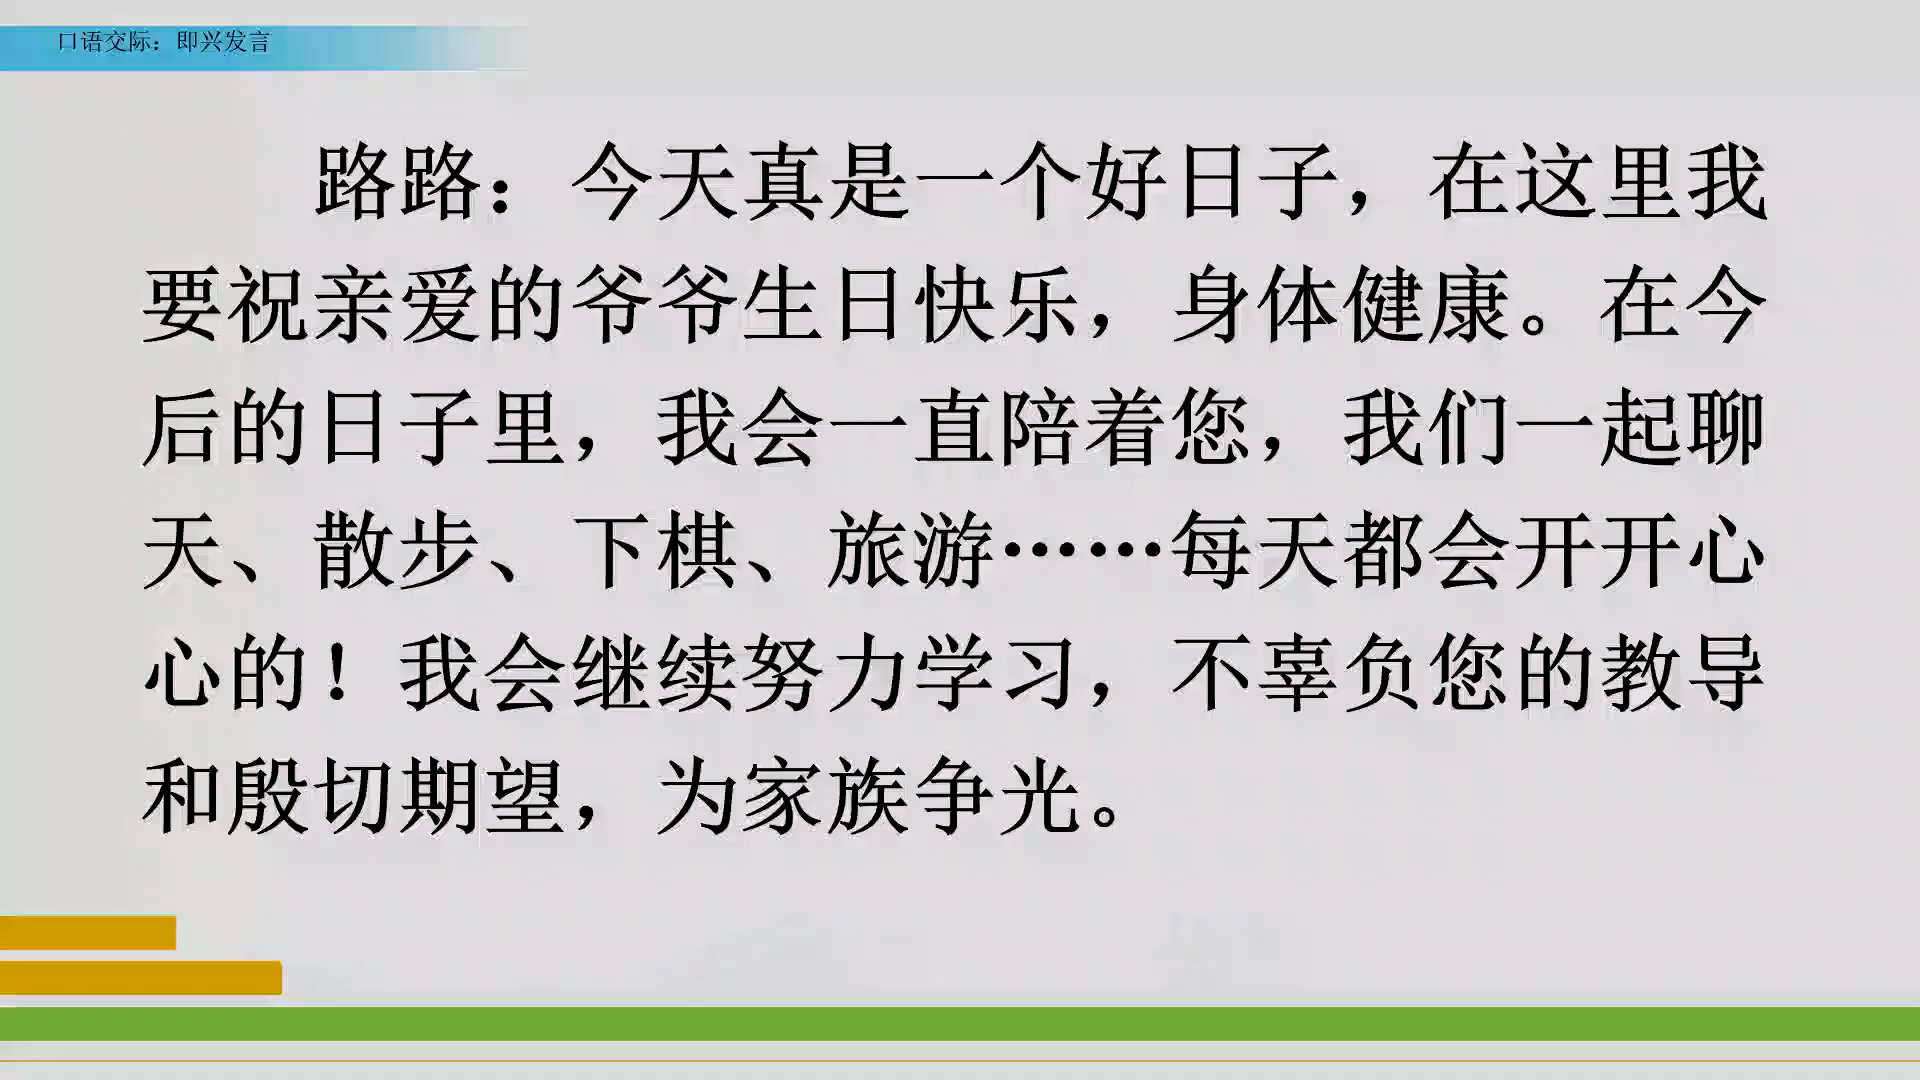 口语交际：即兴发言
路路：今天真是一个好日子，在这里我
要祝亲爱的爷爷生日快乐，身体健康。在今
后的日子里，我会一直陪着您，我们一起聊
天、散步、下棋、旅游……每天都会开开心
心的！我会继续努力学习，不辜负您的教导
和殷切期望，为家族争光。